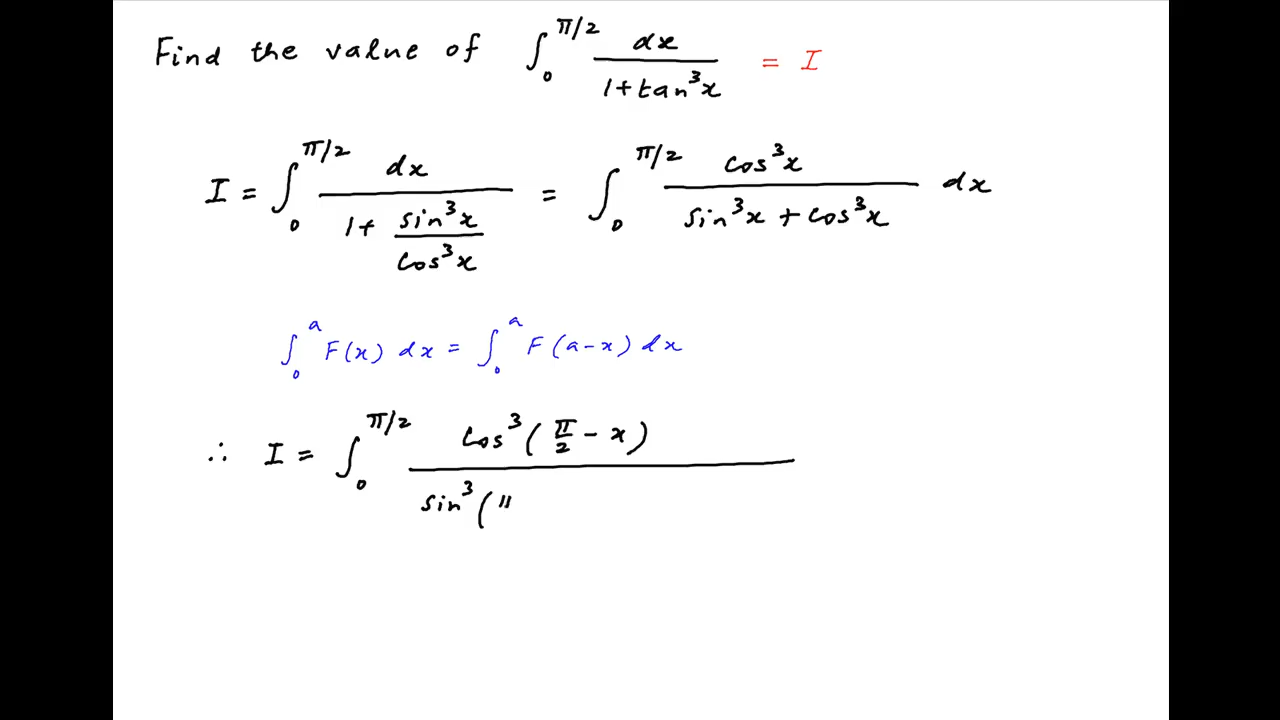 Find the value of ∫₀^{π/2} dx / (1+tan³x) = I
I = ∫₀^{π/2} dx / (1 + sin³x/cos³x) = ∫₀^{π/2} cos³x / (sin³x + cos³x) dx
∫₀^a F(x) dx = ∫₀^a F(a-x) dx
∴ I = ∫₀^{π/2} cos³(π/2 - x) / sin³(